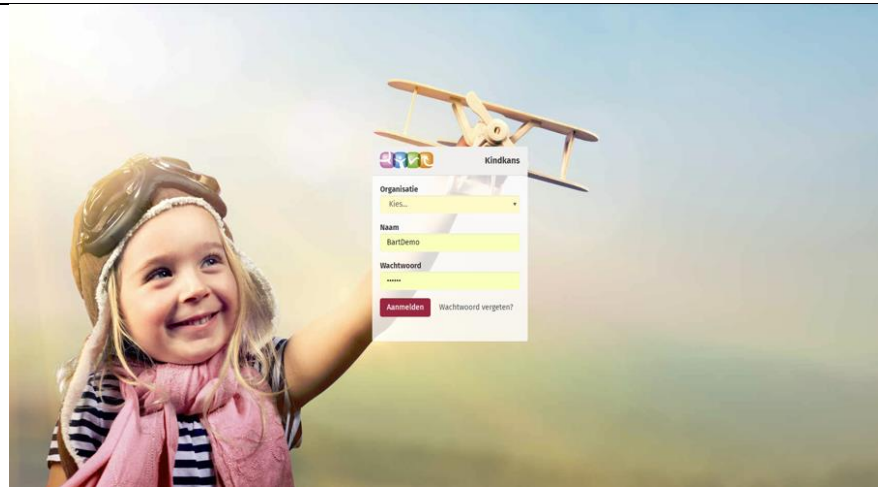 Kindkans
Organisatie
Kies...
Naam
BartDemo
Wachtwoord
••••••
Aanmelden Wachtwoord vergeten?